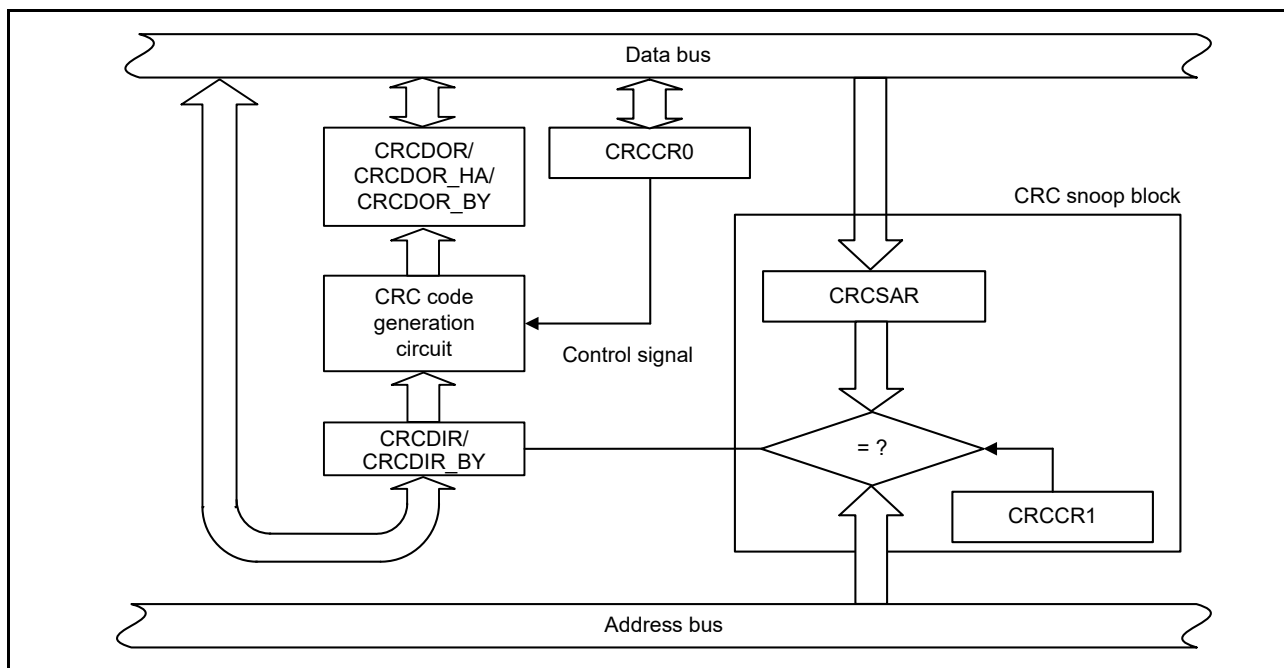 Data bus
CRCDOR/
CRCDOR_HA/
CRCDOR_BY
CRCCR0
CRC snoop block
CRCSAR
CRC code
generation
circuit
Control signal
CRCDIR/
CRCDIR_BY
= ?
CRCCR1
Address bus